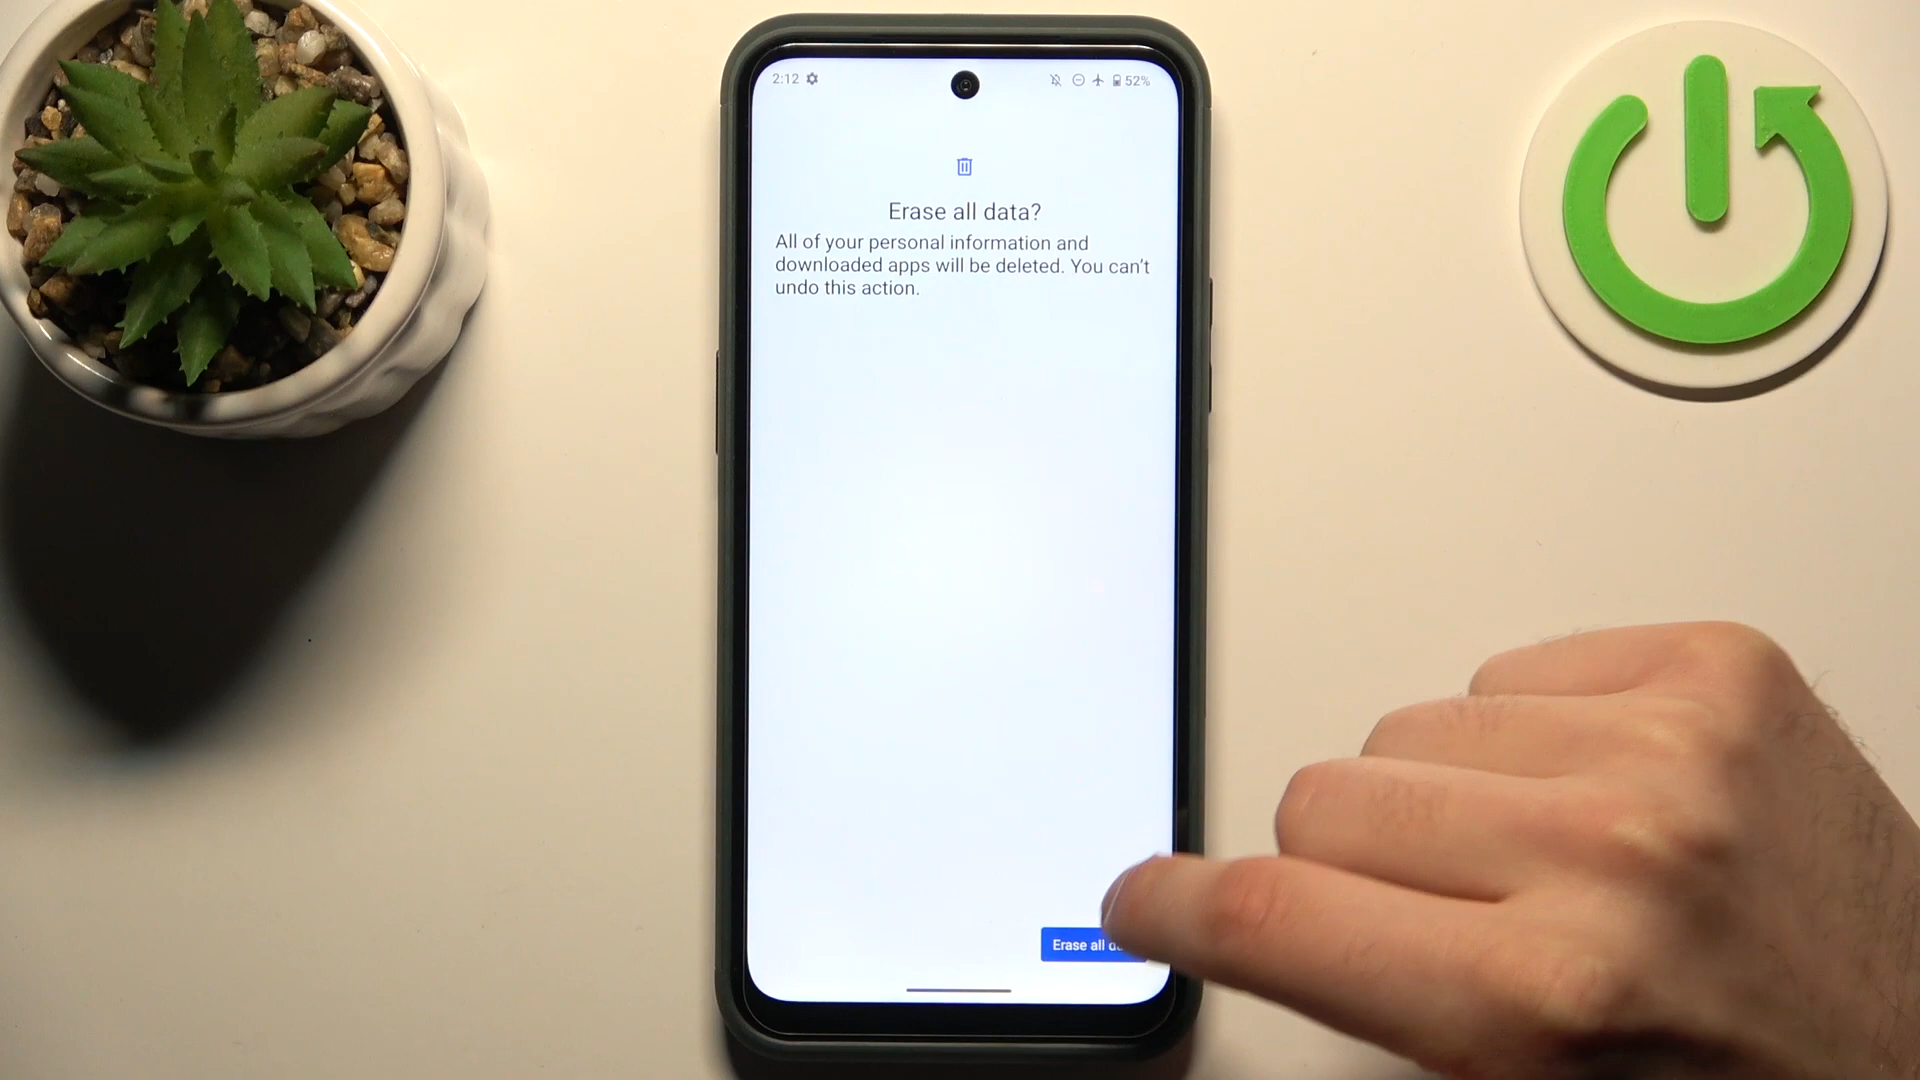 2:12
52%
Erase all data?
All of your personal information and
downloaded apps will be deleted. You can't
undo this action.
Erase all